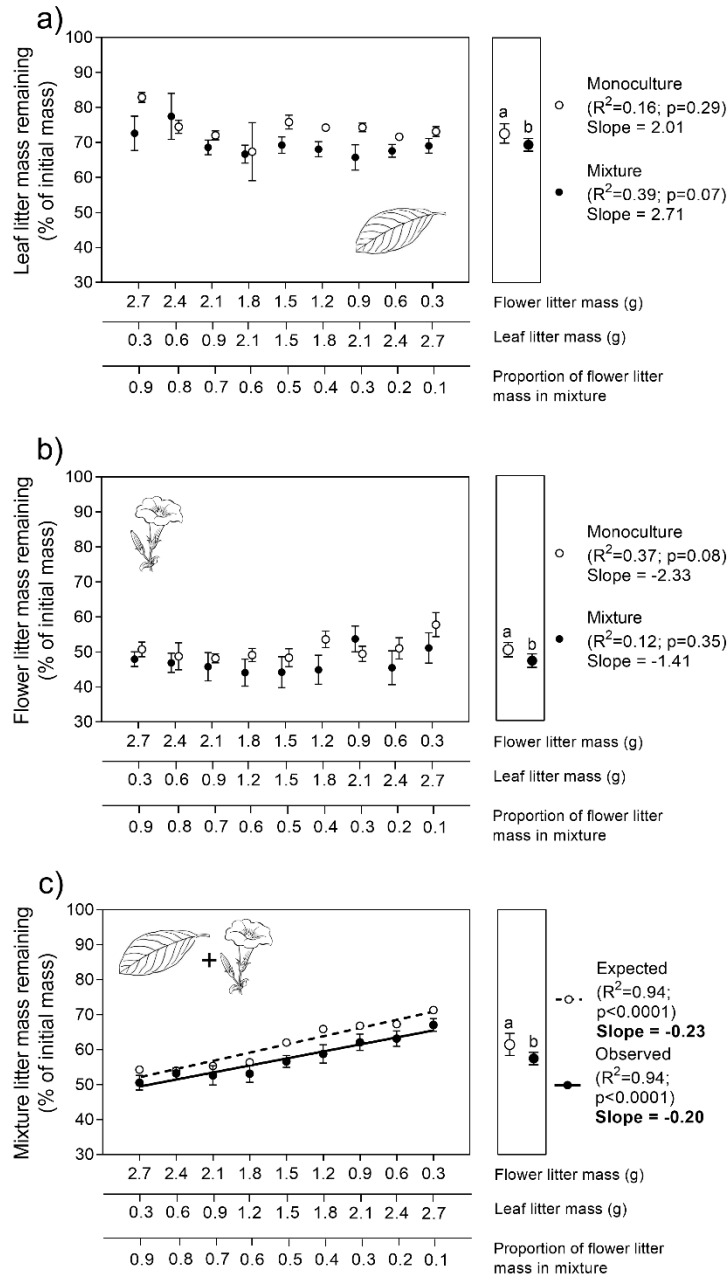 a)
Leaf litter mass remaining
(% of initial mass)
100
90
80
70
60
50
40
30
2.7 2.4 2.1 1.8 1.5 1.2 0.9 0.6 0.3
Flower litter mass (g)
0.3 0.6 0.9 2.1 1.5 1.8 2.1 2.4 2.7
Leaf litter mass (g)
0.9 0.8 0.7 0.6 0.5 0.4 0.3 0.2 0.1
Proportion of flower litter
mass in mixture
a
b
Monoculture
(R²=0.16; p=0.29)
Slope = 2.01
Mixture
(R²=0.39; p=0.07)
Slope = 2.71
b)
Flower litter mass remaining
(% of initial mass)
100
90
80
70
60
50
40
30
2.7 2.4 2.1 1.8 1.5 1.2 0.9 0.6 0.3
Flower litter mass (g)
0.3 0.6 0.9 1.2 1.5 1.8 2.1 2.4 2.7
Leaf litter mass (g)
0.9 0.8 0.7 0.6 0.5 0.4 0.3 0.2 0.1
Proportion of flower litter
mass in mixture
a
b
Monoculture
(R²=0.37; p=0.08)
Slope = -2.33
Mixture
(R²=0.12; p=0.35)
Slope = -1.41
c)
Mixture litter mass remaining
(% of initial mass)
100
90
80
70
60
50
40
30
+
2.7 2.4 2.1 1.8 1.5 1.2 0.9 0.6 0.3
Flower litter mass (g)
0.3 0.6 0.9 1.2 1.5 1.8 2.1 2.4 2.7
Leaf litter mass (g)
0.9 0.8 0.7 0.6 0.5 0.4 0.3 0.2 0.1
Proportion of flower litter
mass in mixture
a
b
Expected
(R²=0.94;
p<0.0001)
Slope = -0.23
Observed
(R²=0.94;
p<0.0001)
Slope = -0.20